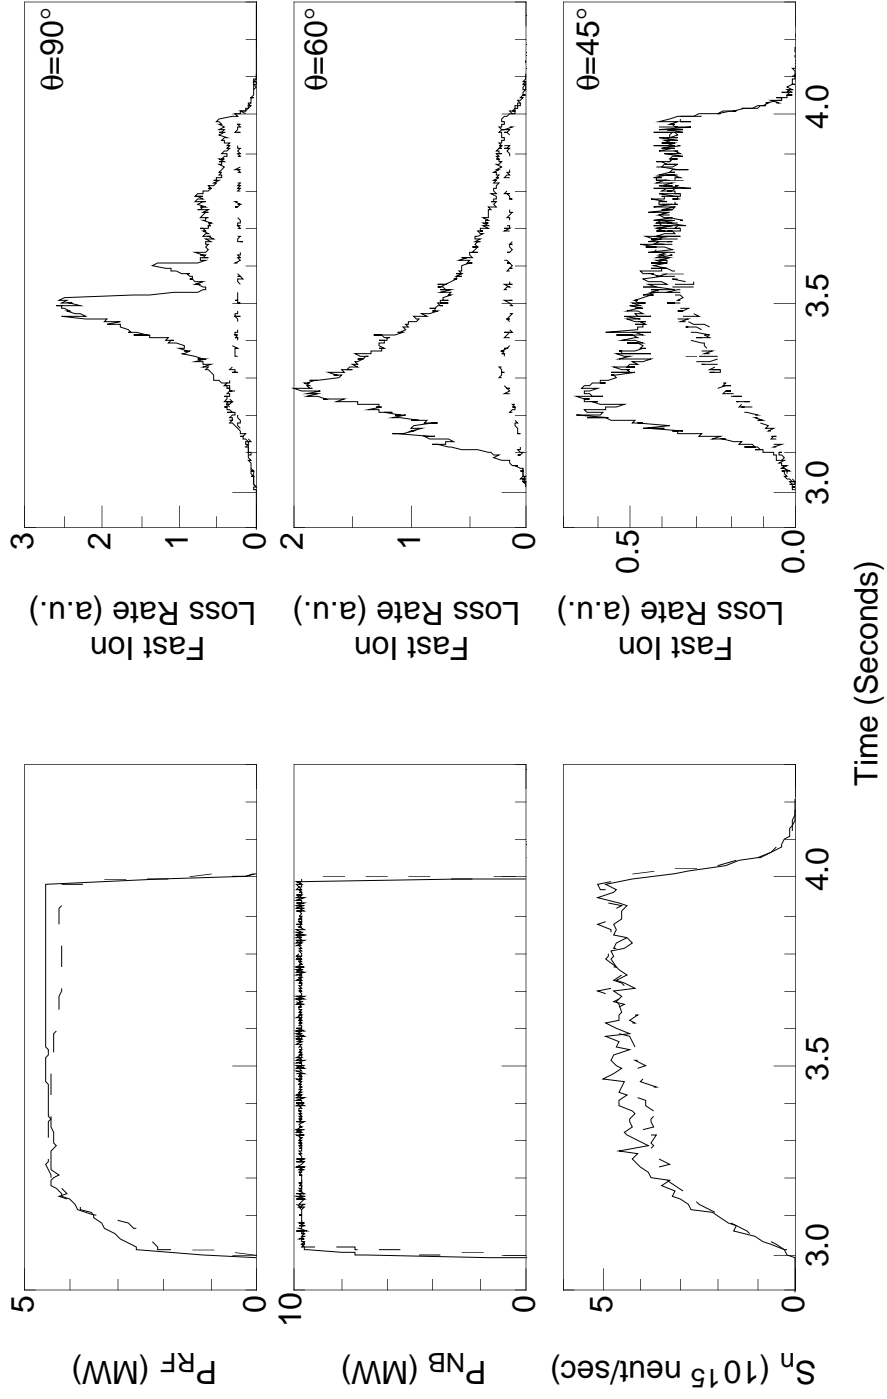 P_RF (MW)
5
0
P_NB (MW)
10
0
S_n (10^15 neut/sec)
5
0
3.0
3.5
4.0
Fast Ion
Loss Rate (a.u.)
3
2
1
0
θ=90°
Fast Ion
Loss Rate (a.u.)
2
1
0
θ=60°
Fast Ion
Loss Rate (a.u.)
0.5
0.0
θ=45°
3.0
3.5
4.0
Time (Seconds)